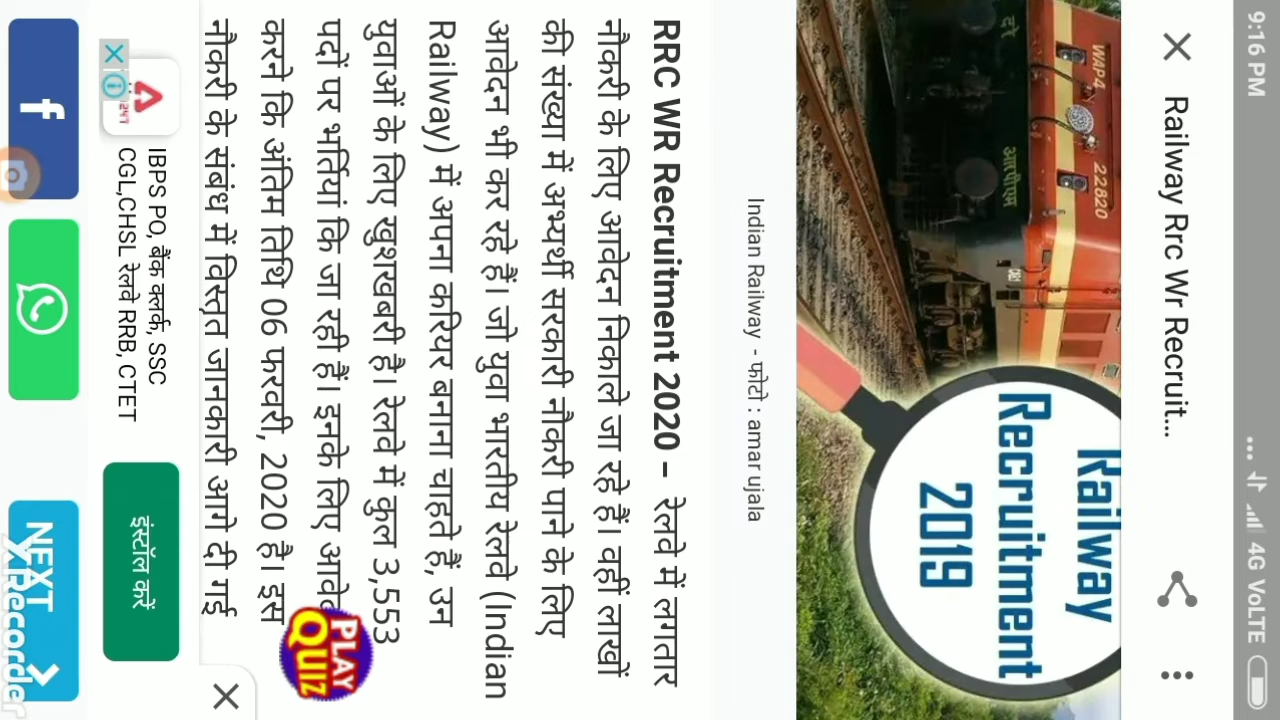 9:16 PM ... 4G VoLTE
Railway Rrc Wr Recruit...
WAP4 22820
Railway
Recruitment
2019
Indian Railway - फोटो : amar ujala
RRC WR Recruitment 2020 – रेलवे में लगातार
नौकरी के लिए आवेदन निकाले जा रहे हैं। वहीं लाखों
की संख्या में अभ्यर्थी सरकारी नौकरी पाने के लिए
आवेदन भी कर रहे हैं। जो युवा भारतीय रेलवे (Indian
Railway) में अपना करियर बनाना चाहते हैं, उन
युवाओं के लिए खुशखबरी है। रेलवे में कुल 3,553
पदों पर भर्तियां कि जा रही हैं। इनके लिए
करने कि अंतिम तिथि 06 फरवरी, 2020 है। इस
नौकरी के संबंध में विस्तृत जानकारी आगे दी गई
PLAY
QUIZ
IBPS PO, बैंक क्लर्क, SSC
CGL,CHSL रेलवे RRB, CTET
इंस्टॉल करें
NEXT
XRecorder